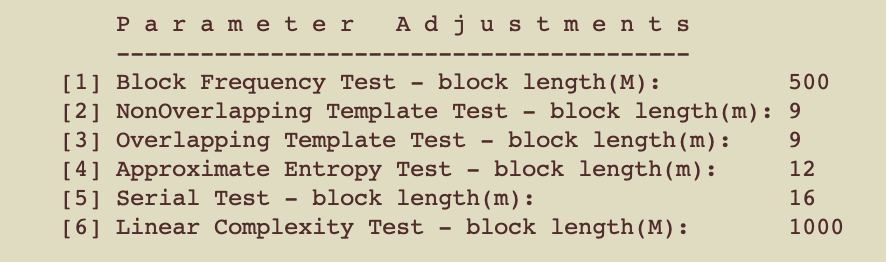 P a r a m e t e r   A d j u s t m e n t s
-----------------------------------------
[1] Block Frequency Test - block length(M):         500
[2] NonOverlapping Template Test - block length(m): 9
[3] Overlapping Template Test - block length(m):    9
[4] Approximate Entropy Test - block length(m):     12
[5] Serial Test - block length(m):                  16
[6] Linear Complexity Test - block length(M):       1000